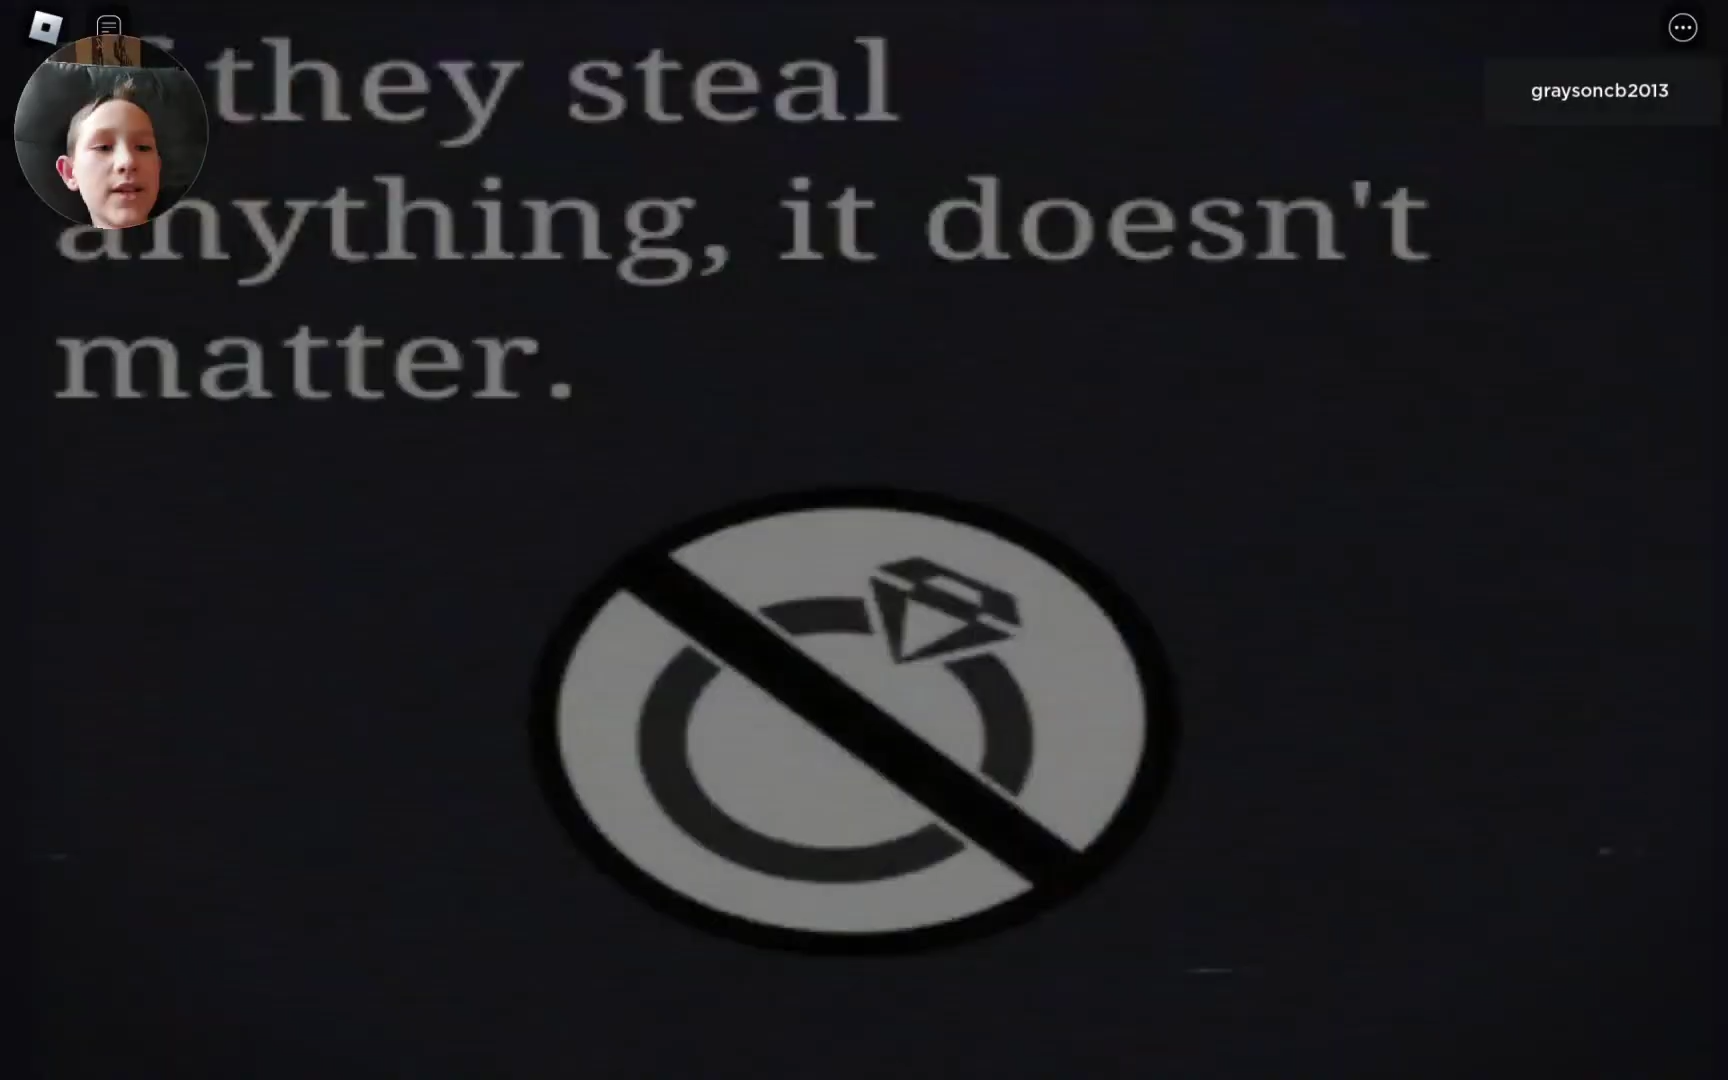 they steal
anything, it doesn't
matter.
graysoncb2013